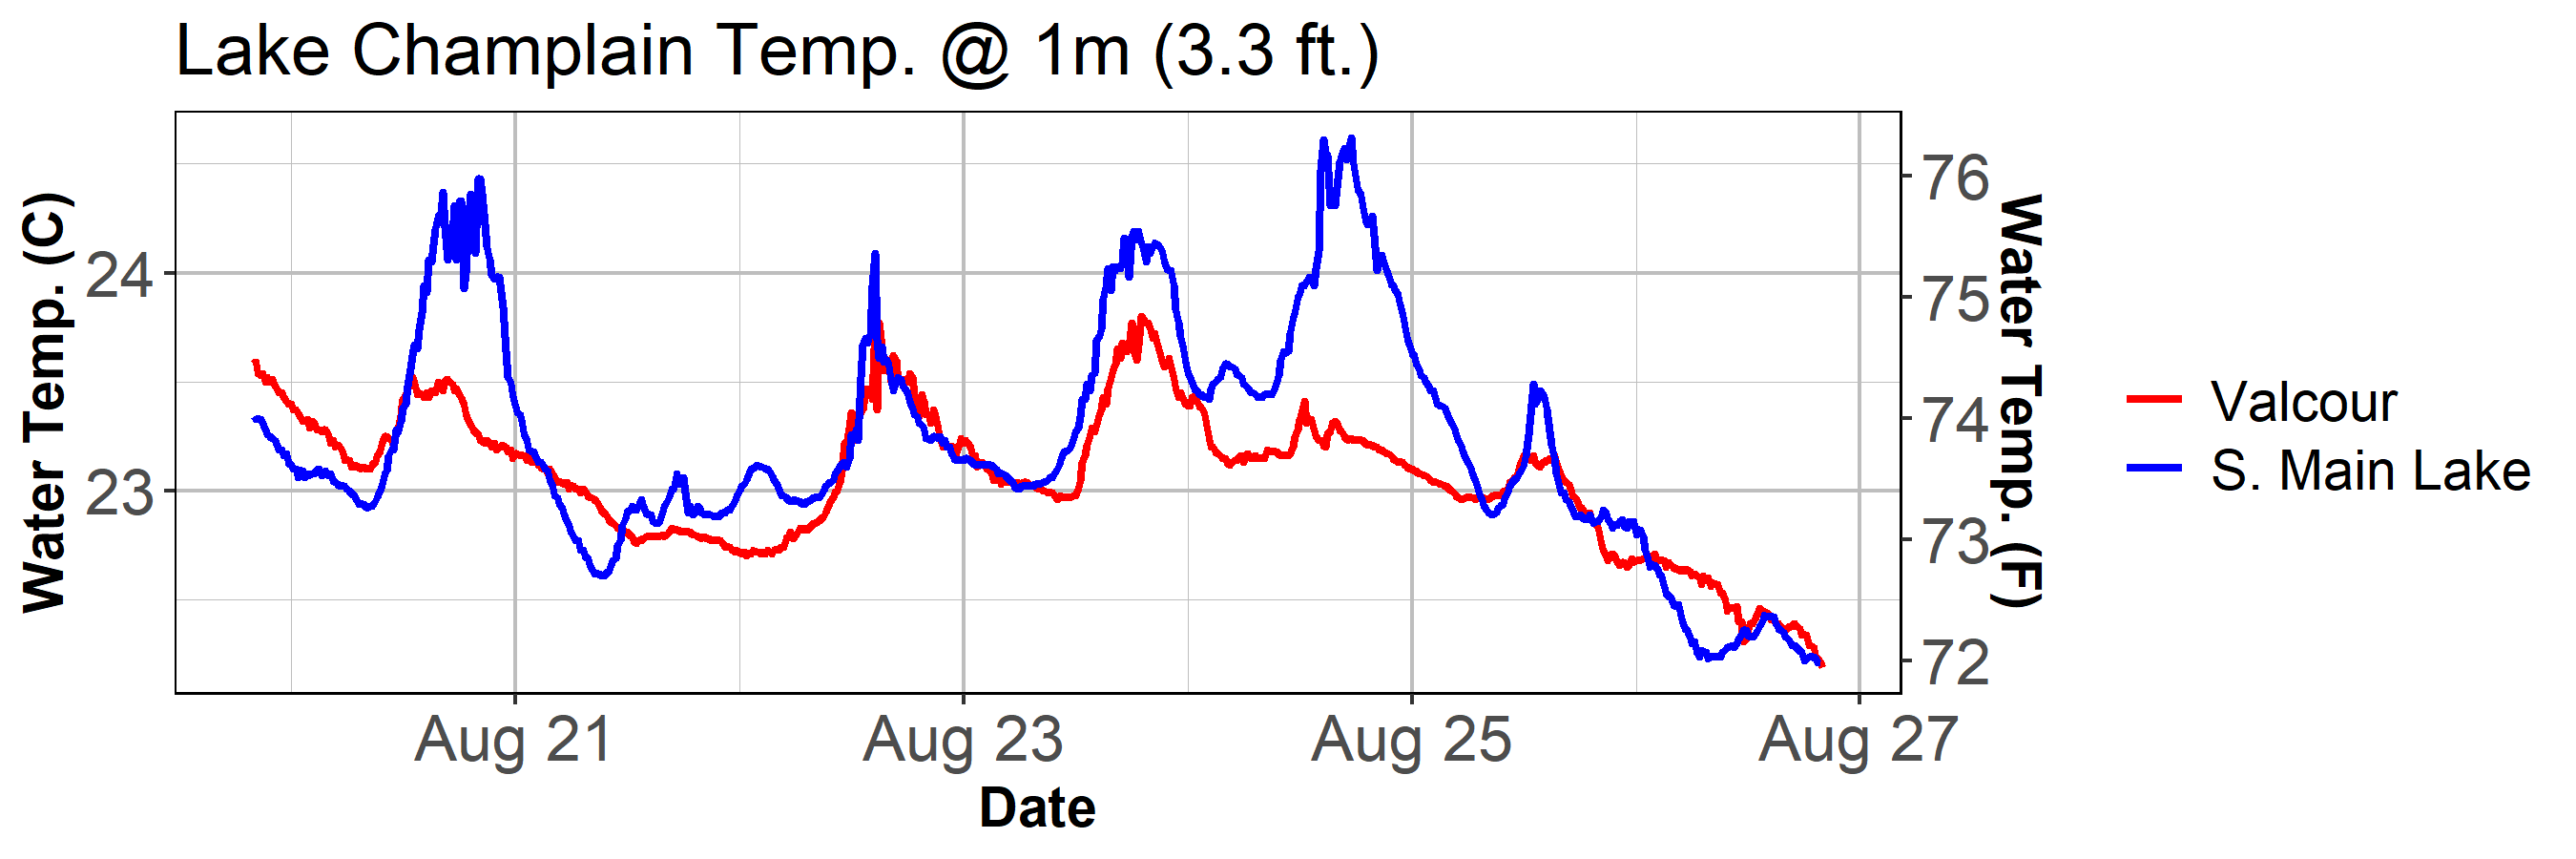 Lake Champlain Temp. @ 1m (3.3 ft.)
Water Temp. (C)
24
23
76
75
74
73
72
Water Temp. (F)
Aug 21
Aug 23
Aug 25
Aug 27
Date
Valcour
S. Main Lake